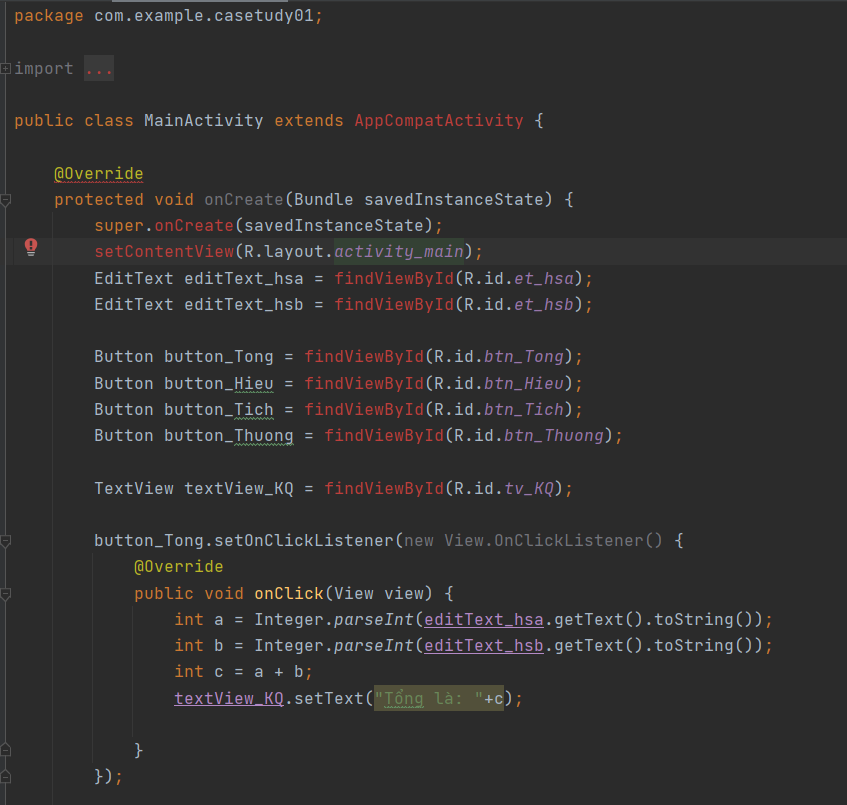 package com.example.casetudy01;
import ...
public class MainActivity extends AppCompatActivity {
@Override
protected void onCreate(Bundle savedInstanceState) {
super.onCreate(savedInstanceState);
setContentView(R.layout.activity_main);
EditText editText_hsa = findViewById(R.id.et_hsa);
EditText editText_hsb = findViewById(R.id.et_hsb);
Button button_Tong = findViewById(R.id.btn_Tong);
Button button_Hieu = findViewById(R.id.btn_Hieu);
Button button_Tich = findViewById(R.id.btn_Tich);
Button button_Thuong = findViewById(R.id.btn_Thuong);
TextView textView_KQ = findViewById(R.id.tv_KQ);
button_Tong.setOnClickListener(new View.OnClickListener() {
@Override
public void onClick(View view) {
int a = Integer.parseInt(editText_hsa.getText().toString());
int b = Integer.parseInt(editText_hsb.getText().toString());
int c = a + b;
textView_KQ.setText("Tổng là: "+c);
}
});